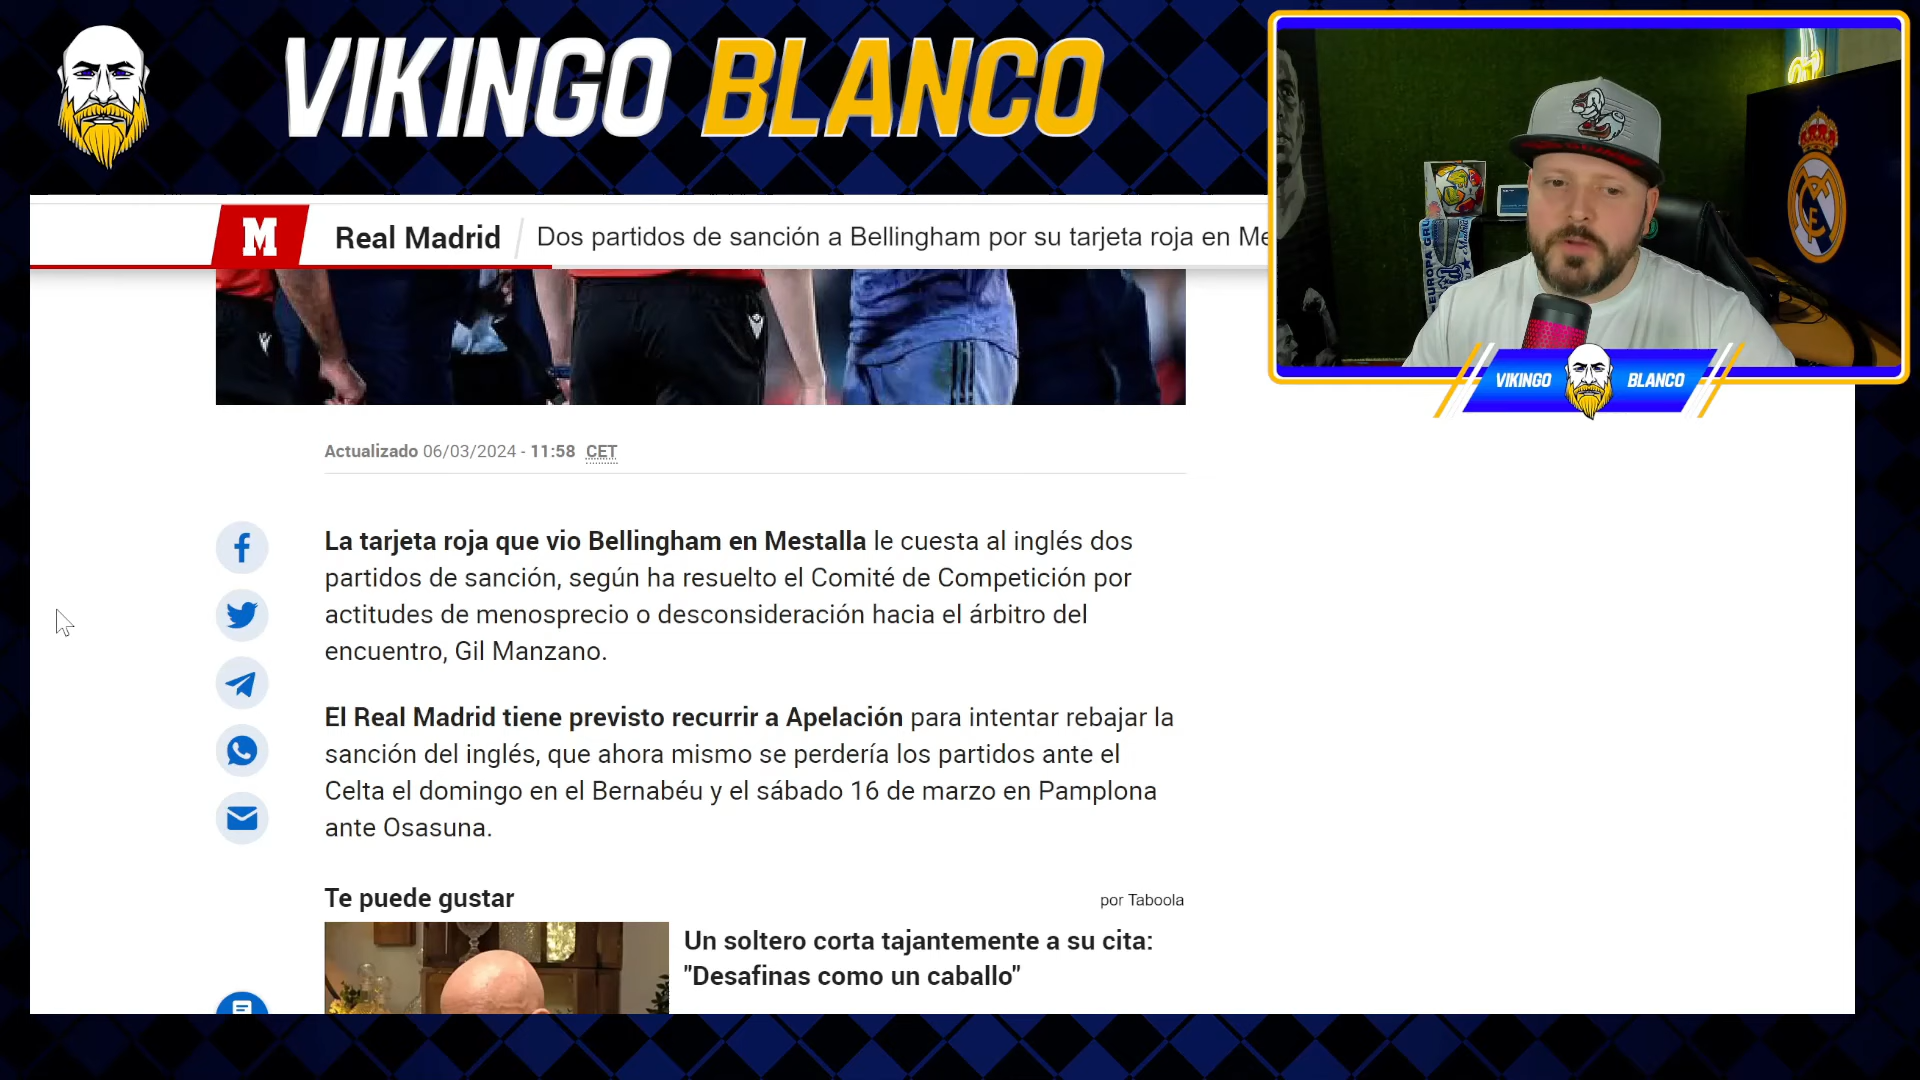 VIKINGO BLANCO
M Real Madrid Dos partidos de sanción a Bellingham por su tarjeta roja en Me
VIKINGO BLANCO
Actualizado 06/03/2024 - 11:58 CET
La tarjeta roja que vio Bellingham en Mestalla le cuesta al inglés dos
partidos de sanción, según ha resuelto el Comité de Competición por
actitudes de menosprecio o desconsideración hacia el árbitro del
encuentro, Gil Manzano.
El Real Madrid tiene previsto recurrir a Apelación para intentar rebajar la
sanción del inglés, que ahora mismo se perdería los partidos ante el
Celta el domingo en el Bernabéu y el sábado 16 de marzo en Pamplona
ante Osasuna.
Te puede gustar
por Taboola
Un soltero corta tajantemente a su cita:
"Desafinas como un caballo"